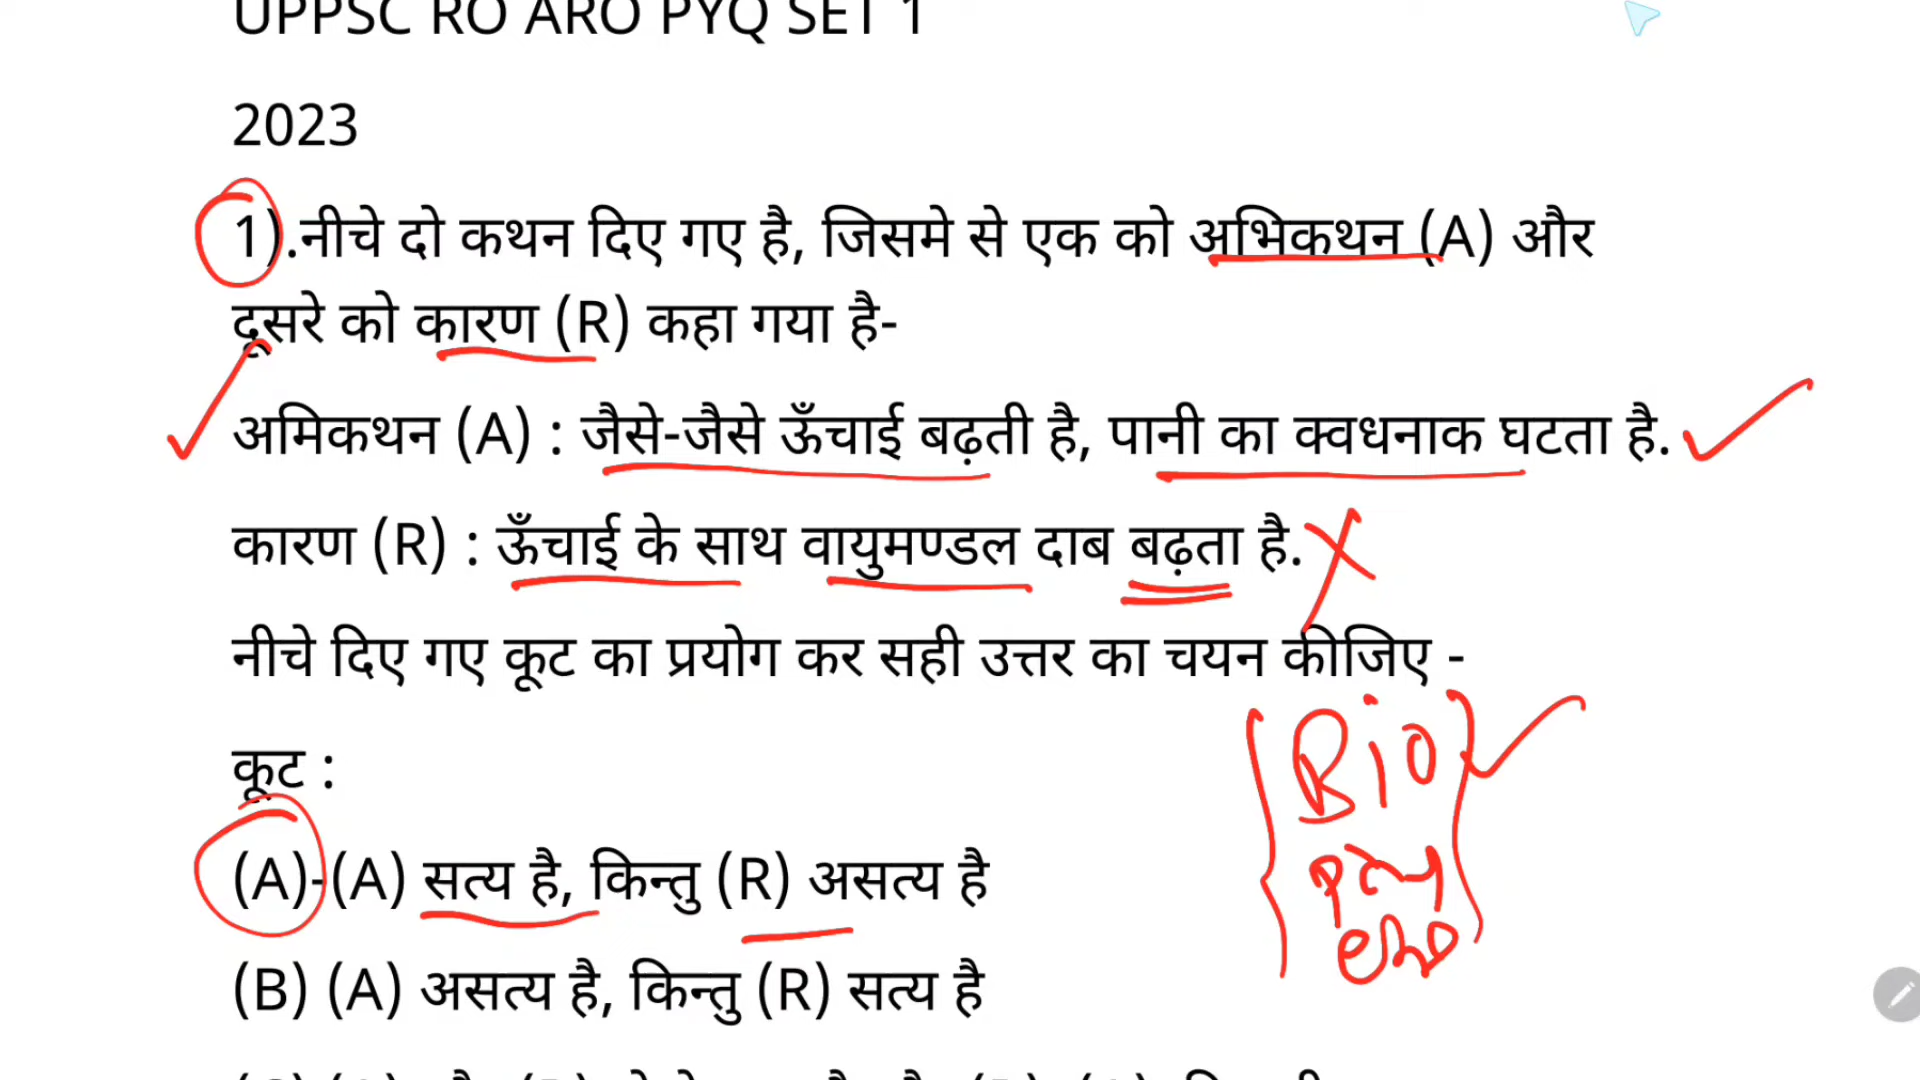 UPPSC RO ARO PYQ SET 1
2023
1).नीचे दो कथन दिए गए है, जिसमे से एक को अभिकथन (A) और
दूसरे को कारण (R) कहा गया है-
अमिकथन (A) : जैसे-जैसे ऊँचाई बढ़ती है, पानी का क्वधनाक घटता है.
कारण (R) : ऊँचाई के साथ वायुमण्डल दाब बढ़ता है.
नीचे दिए गए कूट का प्रयोग कर सही उत्तर का चयन कीजिए -
कूट :
Bio
(A)-(A) सत्य है, किन्तु (R) असत्य है
(B) (A) असत्य है, किन्तु (R) सत्य है